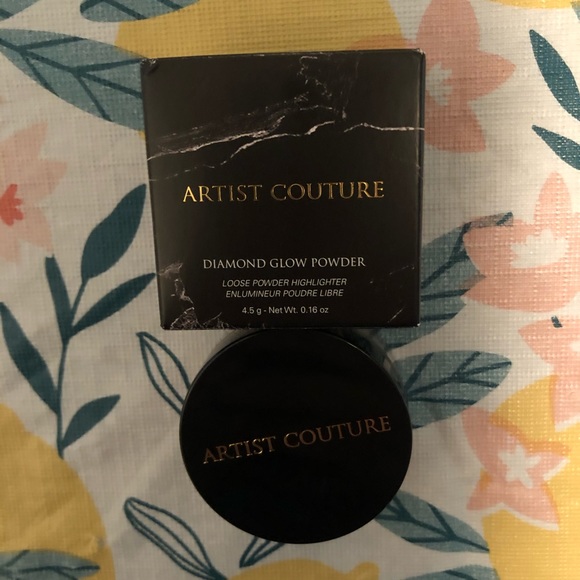 ARTIST COUTURE
DIAMOND GLOW POWDER
LOOSE POWDER HIGHLIGHTER
ENLUMINEUR POUDRE LIBRE
4.5 g - Net Wt. 0.16 oz
ARTIST COUTURE